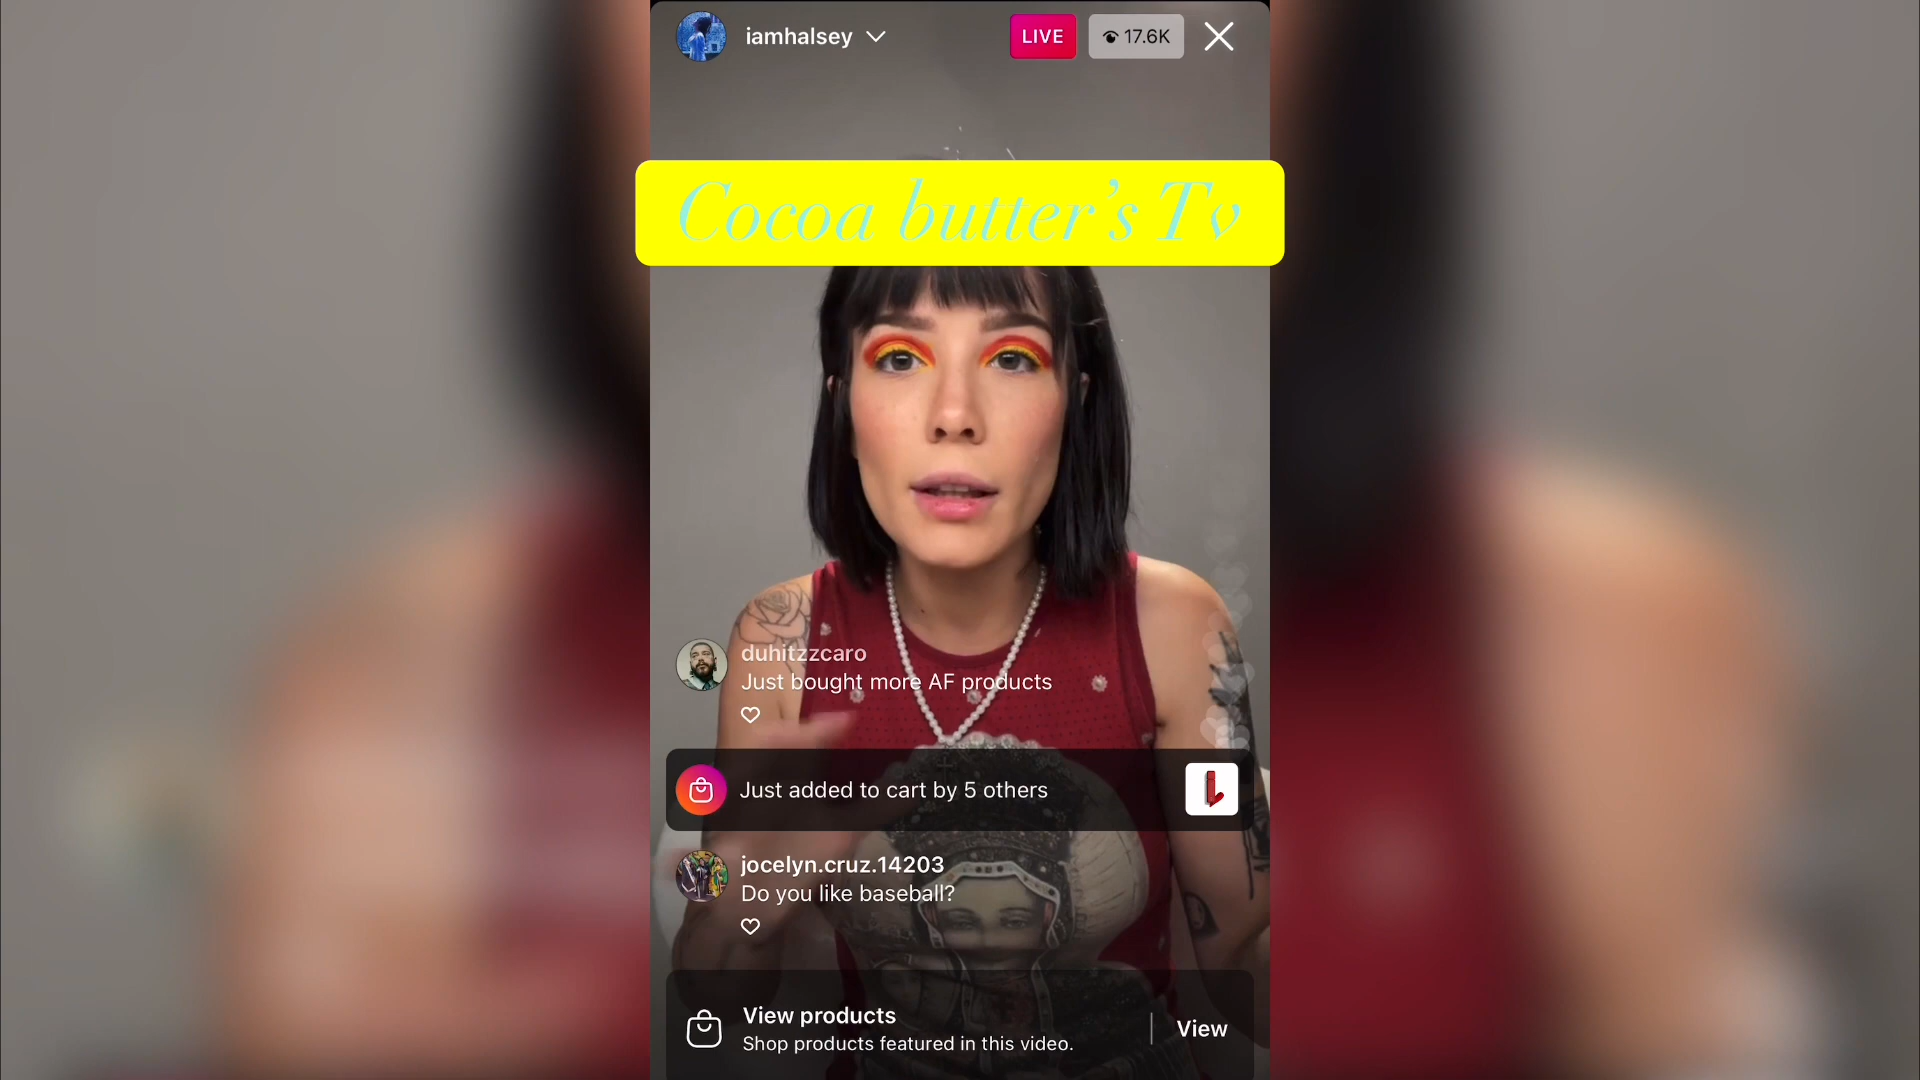 iamhalsey
LIVE
17.6K
Cocoa butter’s Tv
duhitzzcaro
Just bought more AF products
Just added to cart by 5 others
jocelyn.cruz.14203
Do you like baseball?
View products
Shop products featured in this video.
View